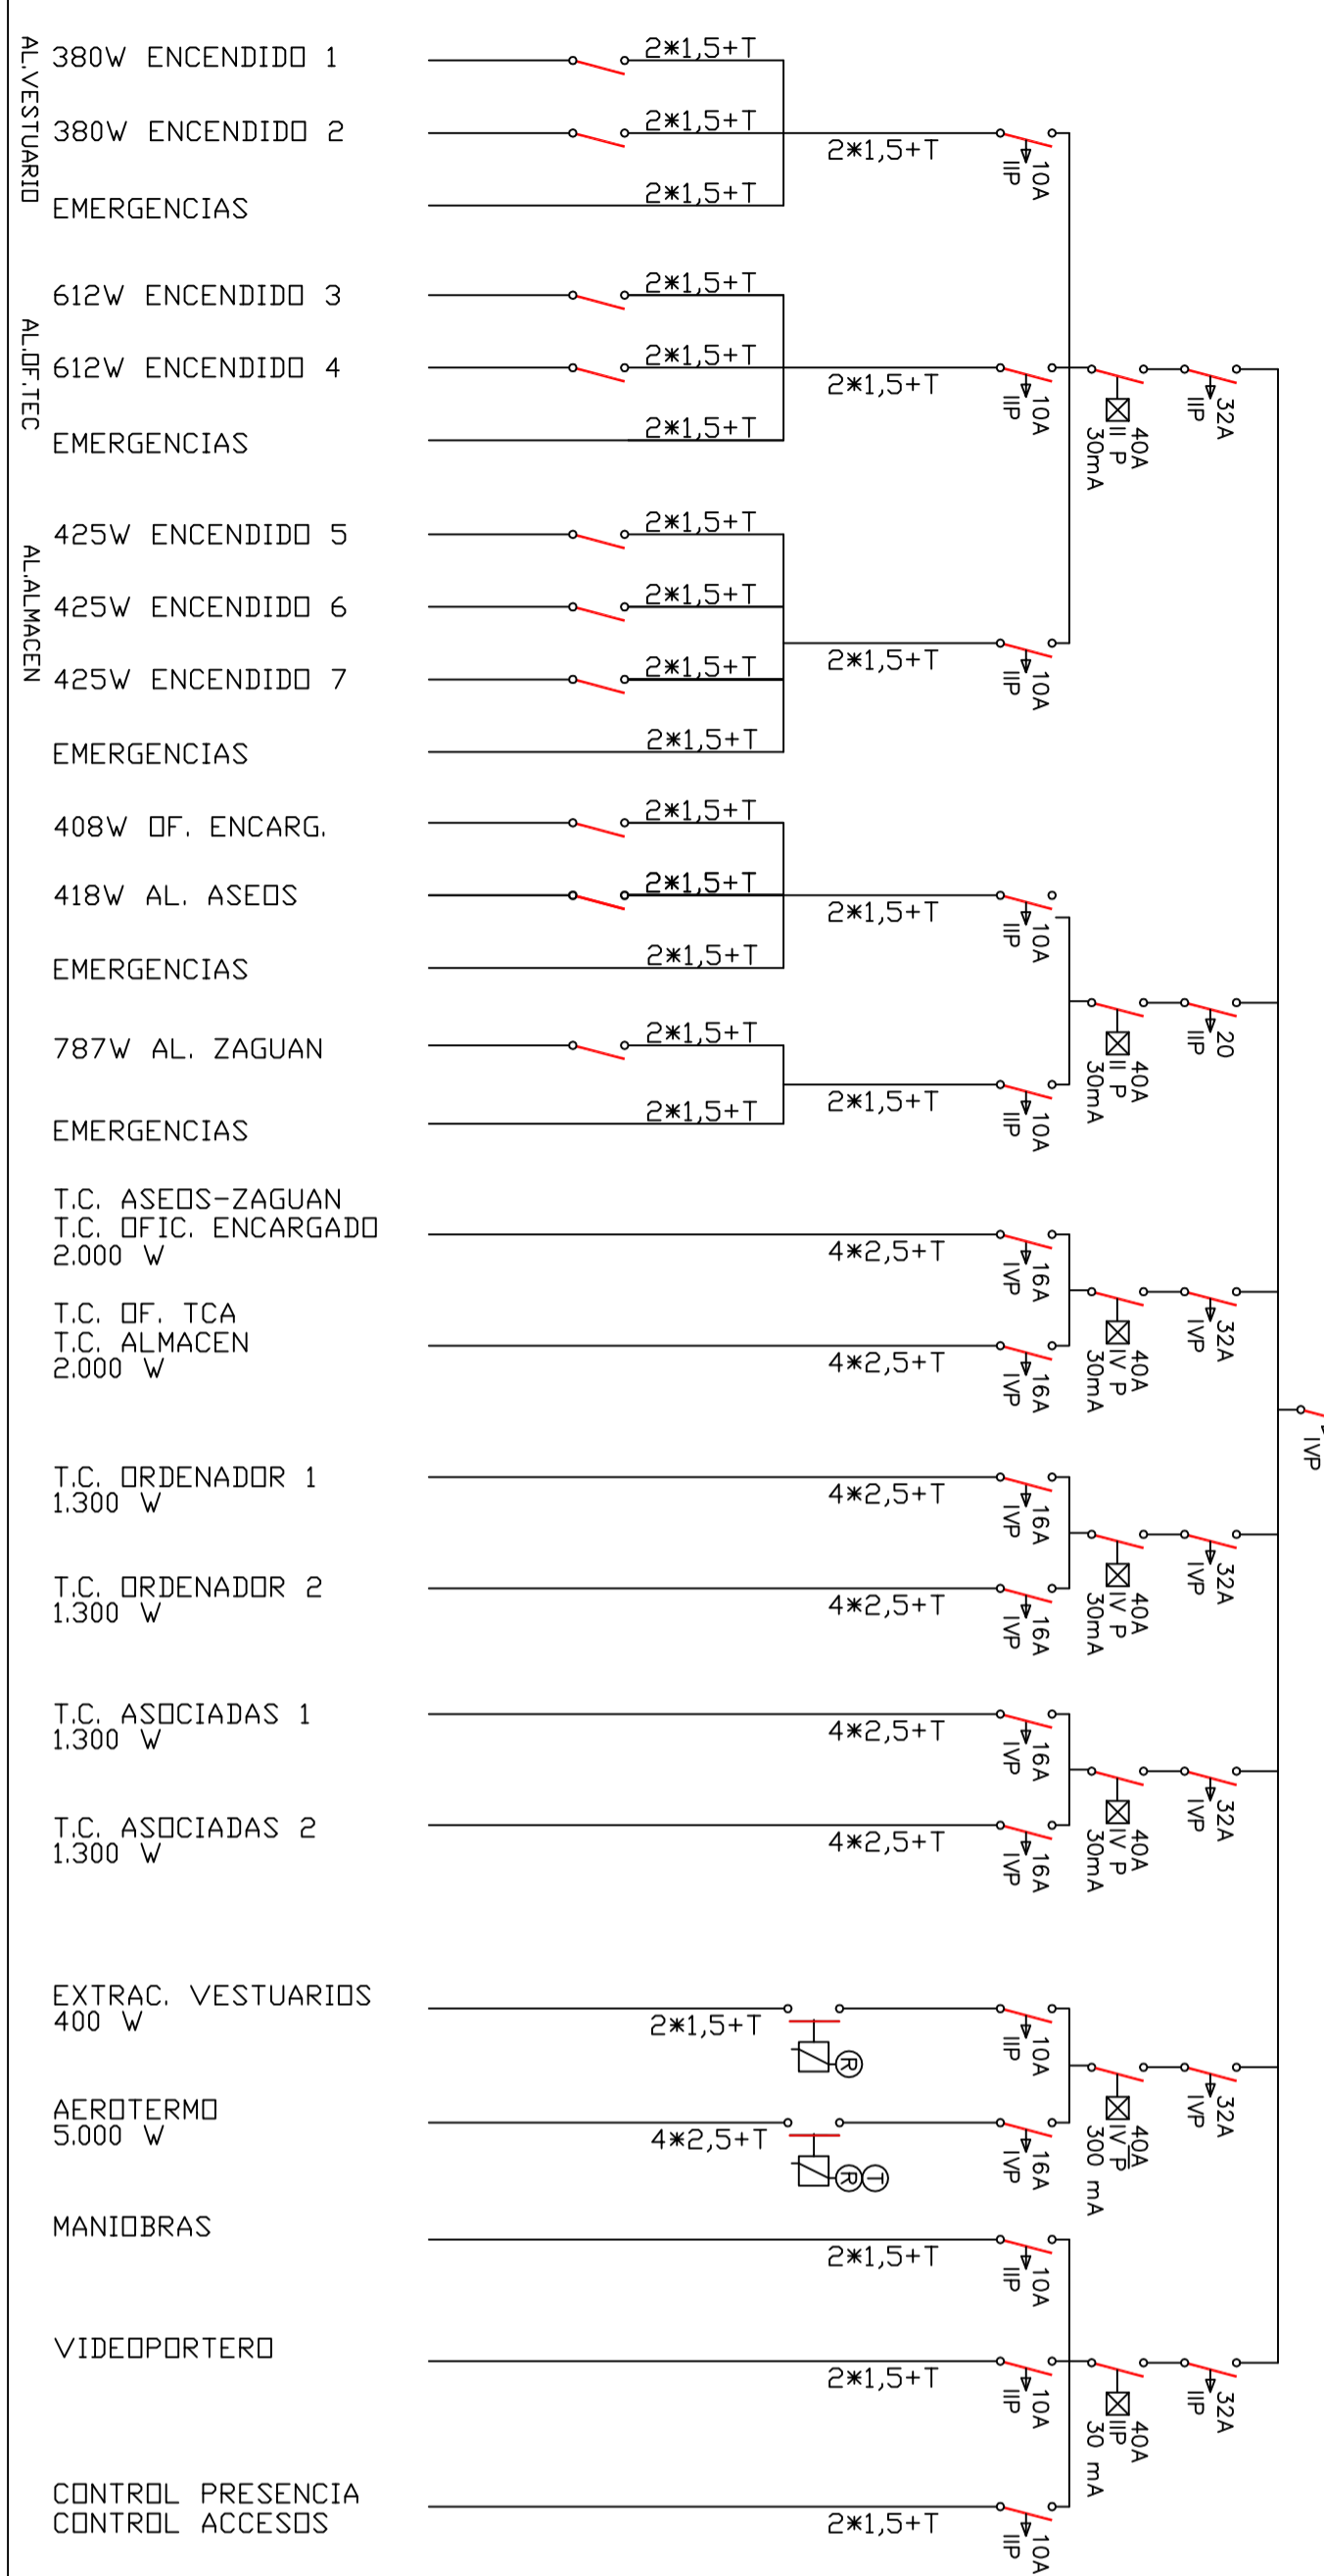 AL.VESTUARIO
380W ENCENDIDO 1
2*1,5+T
380W ENCENDIDO 2
2*1,5+T
2*1,5+T
10A
IIP
EMERGENCIAS
2*1,5+T
AL.OF.TEC
612W ENCENDIDO 3
2*1,5+T
612W ENCENDIDO 4
2*1,5+T
2*1,5+T
10A
IIP
40A
II P
30mA
32A
IIP
EMERGENCIAS
2*1,5+T
AL.ALMACEN
425W ENCENDIDO 5
2*1,5+T
425W ENCENDIDO 6
2*1,5+T
2*1,5+T
10A
IIP
425W ENCENDIDO 7
2*1,5+T
EMERGENCIAS
2*1,5+T
408W OF. ENCARG.
2*1,5+T
418W AL. ASEOS
2*1,5+T
2*1,5+T
10A
IIP
EMERGENCIAS
2*1,5+T
40A
II P
30mA
20
IIP
787W AL. ZAGUAN
2*1,5+T
2*1,5+T
10A
IIP
EMERGENCIAS
2*1,5+T
T.C. ASEOS-ZAGUAN
T.C. OFIC. ENCARGADO
2.000 W
4*2,5+T
16A
IVP
40A
IV P
30mA
32A
IVP
T.C. OF. TCA
T.C. ALMACEN
2.000 W
4*2,5+T
16A
IVP
IVP
T.C. ORDENADOR 1
1.300 W
4*2,5+T
16A
IVP
40A
IV P
30mA
32A
IVP
T.C. ORDENADOR 2
1.300 W
4*2,5+T
16A
IVP
T.C. ASOCIADAS 1
1.300 W
4*2,5+T
16A
IVP
40A
IV P
30mA
32A
IVP
T.C. ASOCIADAS 2
1.300 W
4*2,5+T
16A
IVP
EXTRAC. VESTUARIOS
400 W
2*1,5+T
R
10A
IIP
40A
IV P
300 mA
32A
IVP
AEROTERMO
5.000 W
4*2,5+T
R T
16A
IVP
MANIOBRAS
2*1,5+T
10A
IIP
VIDEOPORTERO
2*1,5+T
10A
IIP
40A
IIP
30 mA
32A
IIP
CONTROL PRESENCIA
CONTROL ACCESOS
2*1,5+T
10A
IIP